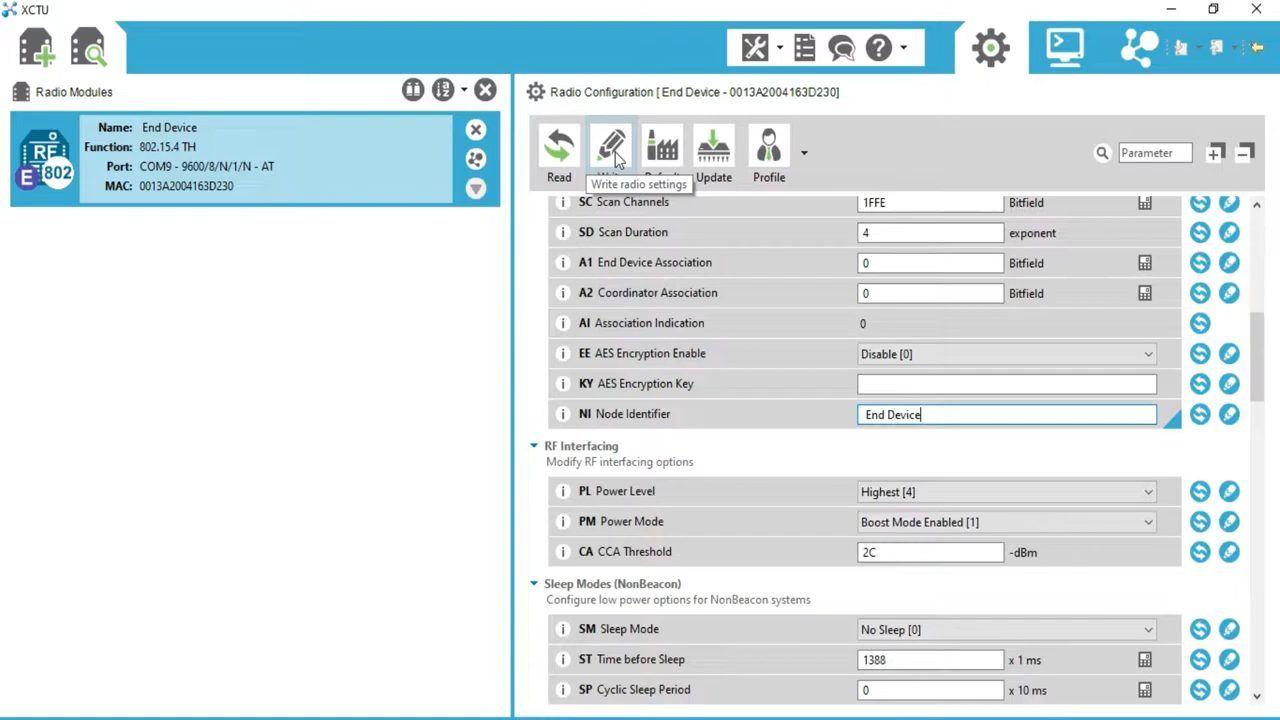 XCTU
Radio Modules
Name: End Device
Function: 802.15.4 TH
Port: COM9 - 9600/8/N/1/N - AT
MAC: 0013A2004163D230
RF
E 802
Radio Configuration [ End Device - 0013A2004163D230]
Read
Update
Profile
Parameter
Write radio settings
SC Scan Channels 1FFE Bitfield
SD Scan Duration 4 exponent
A1 End Device Association 0 Bitfield
A2 Coordinator Association 0 Bitfield
AI Association Indication 0
EE AES Encryption Enable Disable [0]
KY AES Encryption Key
NI Node Identifier End Device
RF Interfacing
Modify RF interfacing options
PL Power Level Highest [4]
PM Power Mode Boost Mode Enabled [1]
CA CCA Threshold 2C -dBm
Sleep Modes (NonBeacon)
Configure low power options for NonBeacon systems
SM Sleep Mode No Sleep [0]
ST Time before Sleep 1388 x 1 ms
SP Cyclic Sleep Period 0 x 10 ms